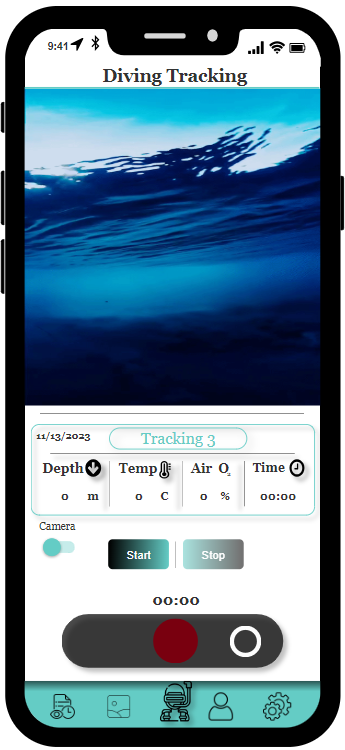 9:41
Diving Tracking
11/13/2023
Tracking 3
Depth Temp Air O₂ Time
0 m 0 C 0 % 00:00
Camera
Start Stop
00:00